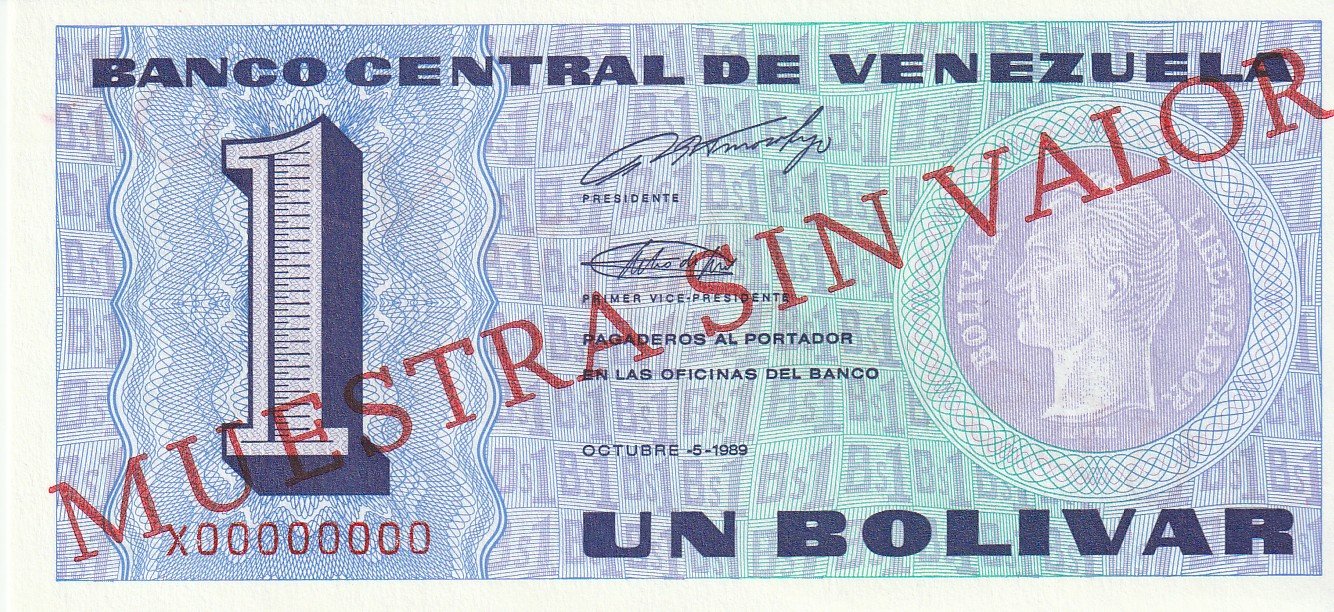 BANCO CENTRAL DE VENEZUELA
1
PRESIDENTE
PRIMER VICE-PRESIDENTE
PAGADEROS AL PORTADOR
EN LAS OFICINAS DEL BANCO
OCTUBRE -5-1989
X00000000
UN BOLIVAR
BOLIVAR
LIBERTADOR
MUESTRA SIN VALOR
Bs1